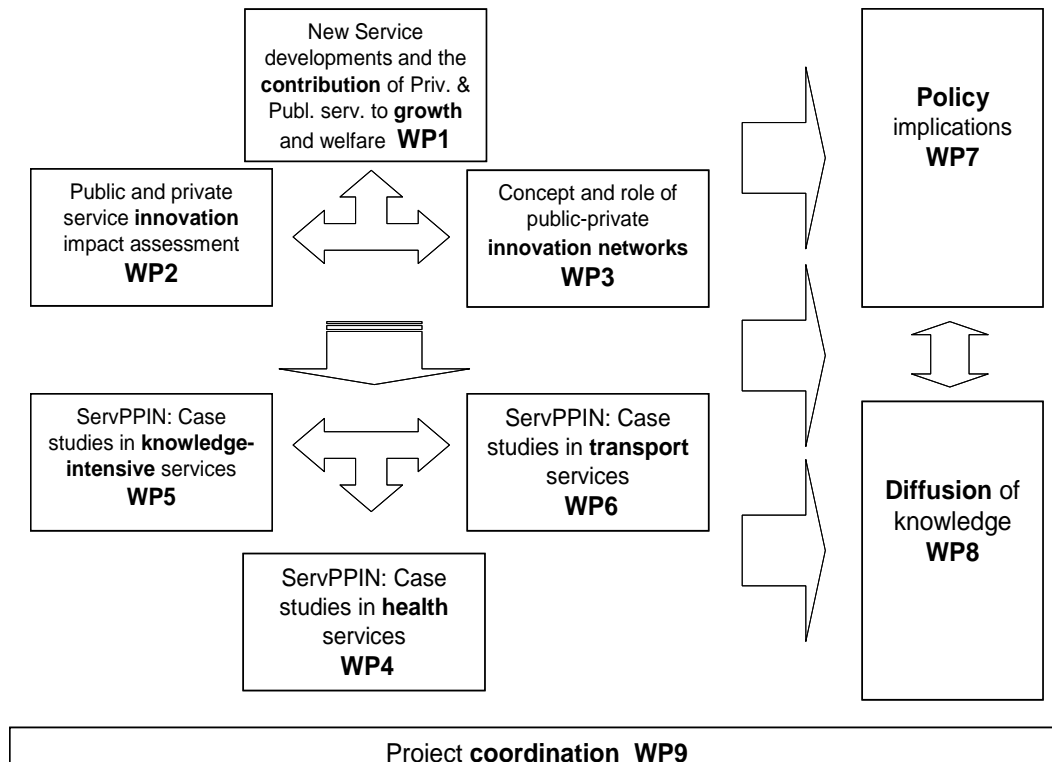 New Service
developments and the
contribution of Priv. &
Publ. serv. to growth
and welfare WP1
Public and private
service innovation
impact assessment
WP2
Concept and role of
public-private
innovation networks
WP3
ServPPIN: Case
studies in knowledge-
intensive services
WP5
ServPPIN: Case
studies in transport
services
WP6
ServPPIN: Case
studies in health
services
WP4
Policy
implications
WP7
Diffusion of
knowledge
WP8
Project coordination WP9